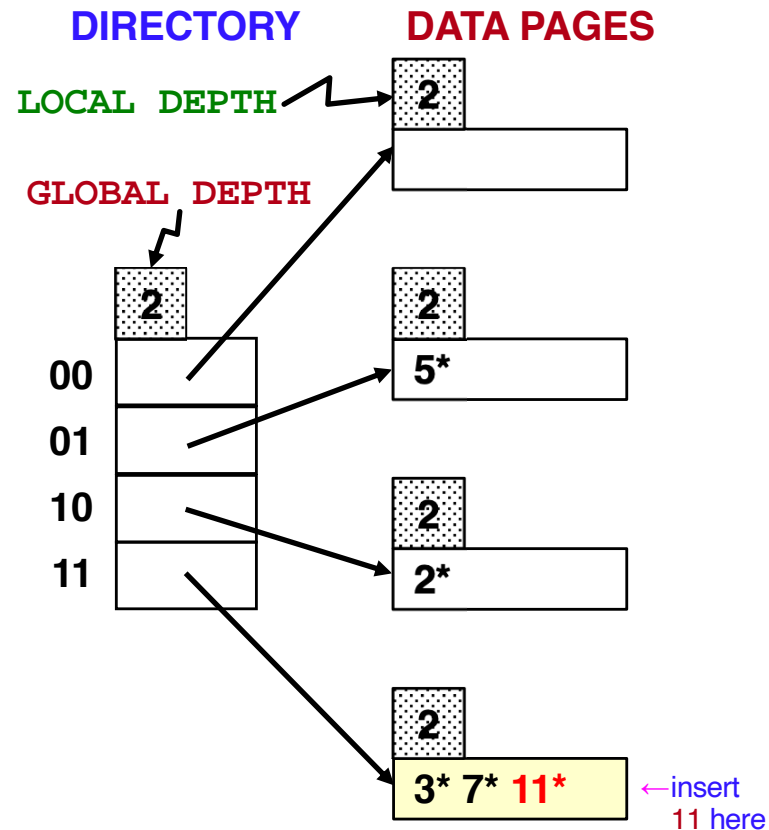 DIRECTORY
DATA PAGES
LOCAL DEPTH
2
GLOBAL DEPTH
2
2
00
5*
01
10
2
11
2*
2
3* 7* 11*
←insert
11 here